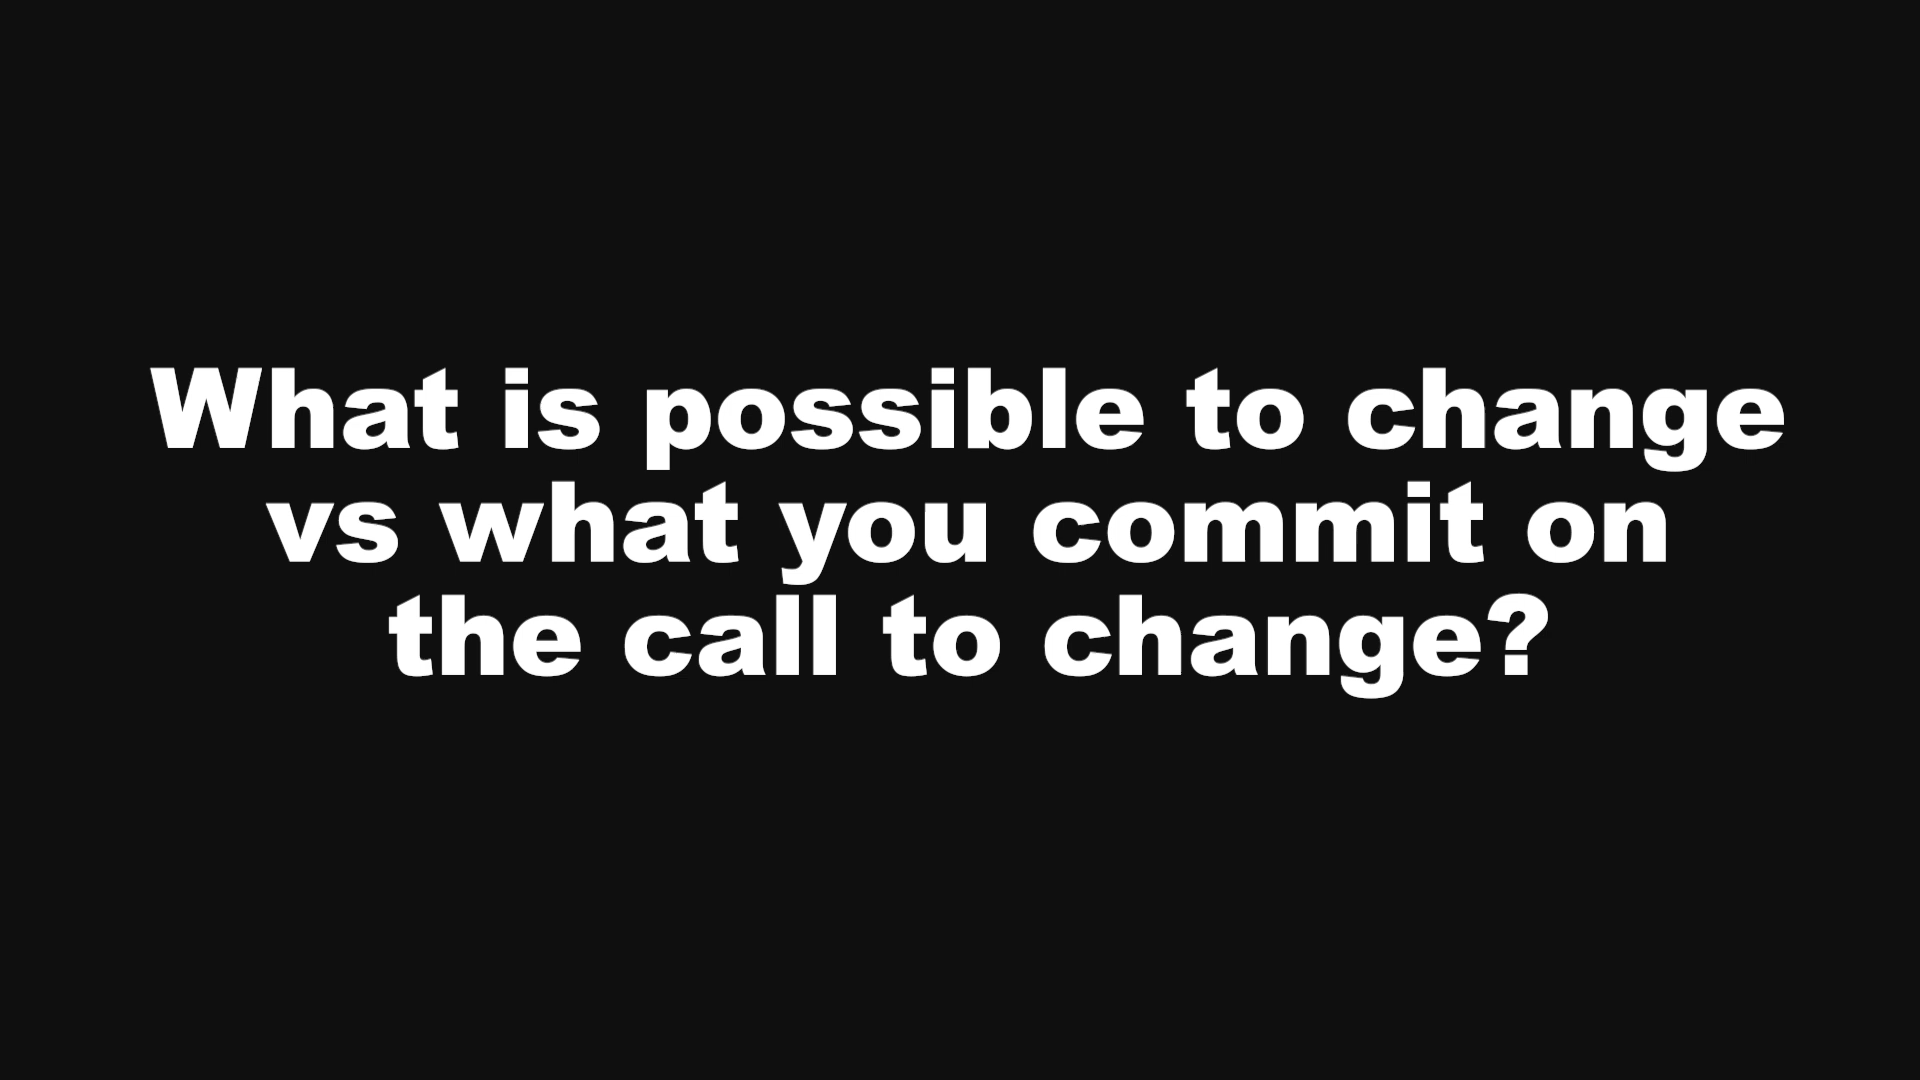 What is possible to change
vs what you commit on
the call to change?